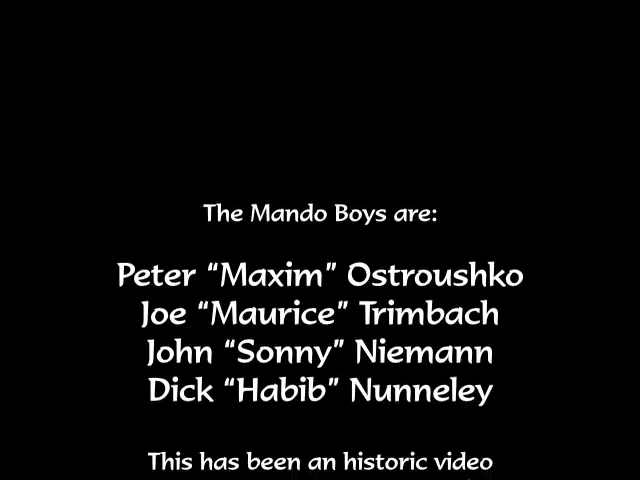 The Mando Boys are:
Peter “Maxim” Ostroushko
Joe “Maurice” Trimbach
John “Sonny” Niemann
Dick “Habib” Nunneley
This has been an historic video